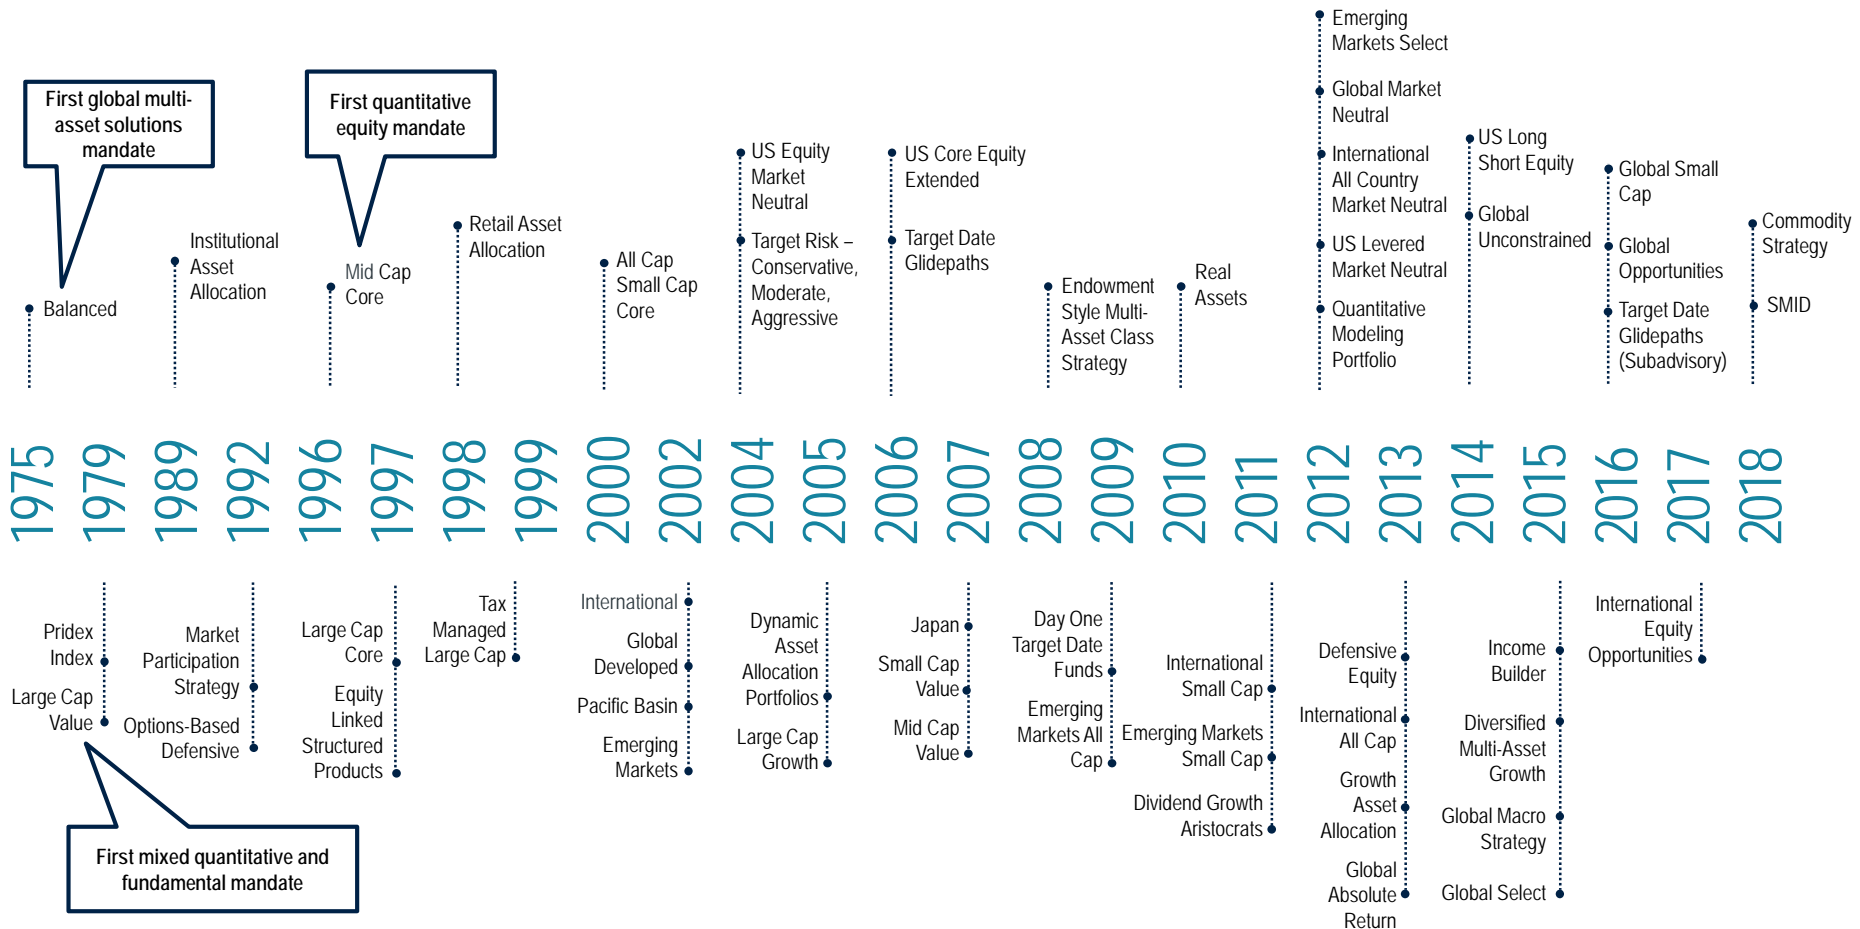 First global multi-
asset solutions
mandate
Balanced
Institutional
Asset
Allocation
First quantitative
equity mandate
Mid Cap
Core
Retail Asset
Allocation
All Cap
Small Cap
Core
US Equity
Market
Neutral
Target Risk –
Conservative,
Moderate,
Aggressive
US Core Equity
Extended
Target Date
Glidepaths
Endowment
Style Multi-
Asset Class
Strategy
Real
Assets
Emerging
Markets Select
Global Market
Neutral
International
All Country
Market Neutral
US Levered
Market Neutral
Quantitative
Modeling
Portfolio
US Long
Short Equity
Global
Unconstrained
Global Small
Cap
Global
Opportunities
Target Date
Glidepaths
(Subadvisory)
Commodity
Strategy
SMID
1975
1979
1989
1992
1996
1997
1998
1999
2000
2002
2004
2005
2006
2007
2008
2009
2010
2011
2012
2013
2014
2015
2016
2017
2018
Pridex
Index
Large Cap
Value
First mixed quantitative and
fundamental mandate
Market
Participation
Strategy
Options-Based
Defensive
Large Cap
Core
Equity
Linked
Structured
Products
Tax
Managed
Large Cap
International
Global
Developed
Pacific Basin
Emerging
Markets
Dynamic
Asset
Allocation
Portfolios
Large Cap
Growth
Japan
Small Cap
Value
Mid Cap
Value
Day One
Target Date
Funds
Emerging
Markets All
Cap
International
Small Cap
Emerging Markets
Small Cap
Dividend Growth
Aristocrats
Defensive
Equity
International
All Cap
Growth
Asset
Allocation
Global
Absolute
Return
Income
Builder
Diversified
Multi-Asset
Growth
Global Macro
Strategy
Global Select
International
Equity
Opportunities